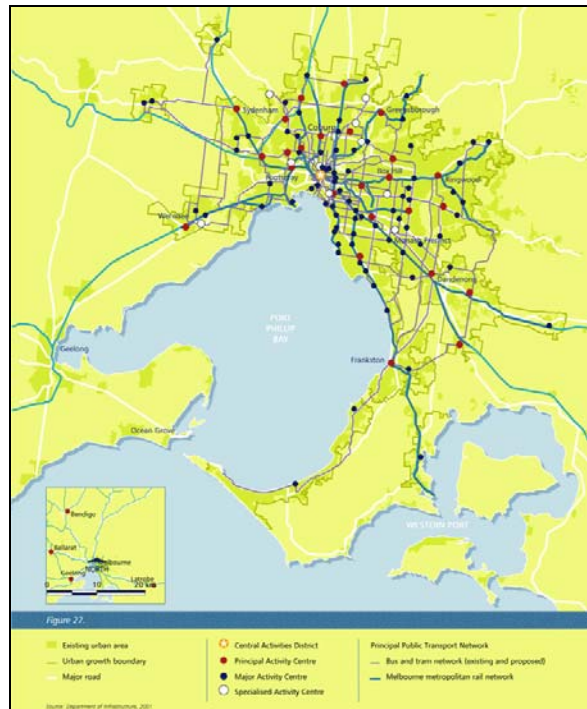 Sydenham
Greensborough
Coburg
Footscray
Box Hill
Ringwood
Werribee
Monash Precinct
Dandenong
PORT
PHILLIP
BAY
Geelong
Frankston
Ocean Grove
WESTERN PORT
Bendigo
Ballarat
Melbourne
NORTH
Geelong
Latrobe
0 10 20 km
Figure 27.
Existing urban area
Urban growth boundary
Major road
Central Activities District
Principal Activity Centre
Major Activity Centre
Specialised Activity Centre
Principal Public Transport Network
Bus and tram network (existing and proposed)
Melbourne metropolitan rail network
Source: Department of Infrastructure, 2001